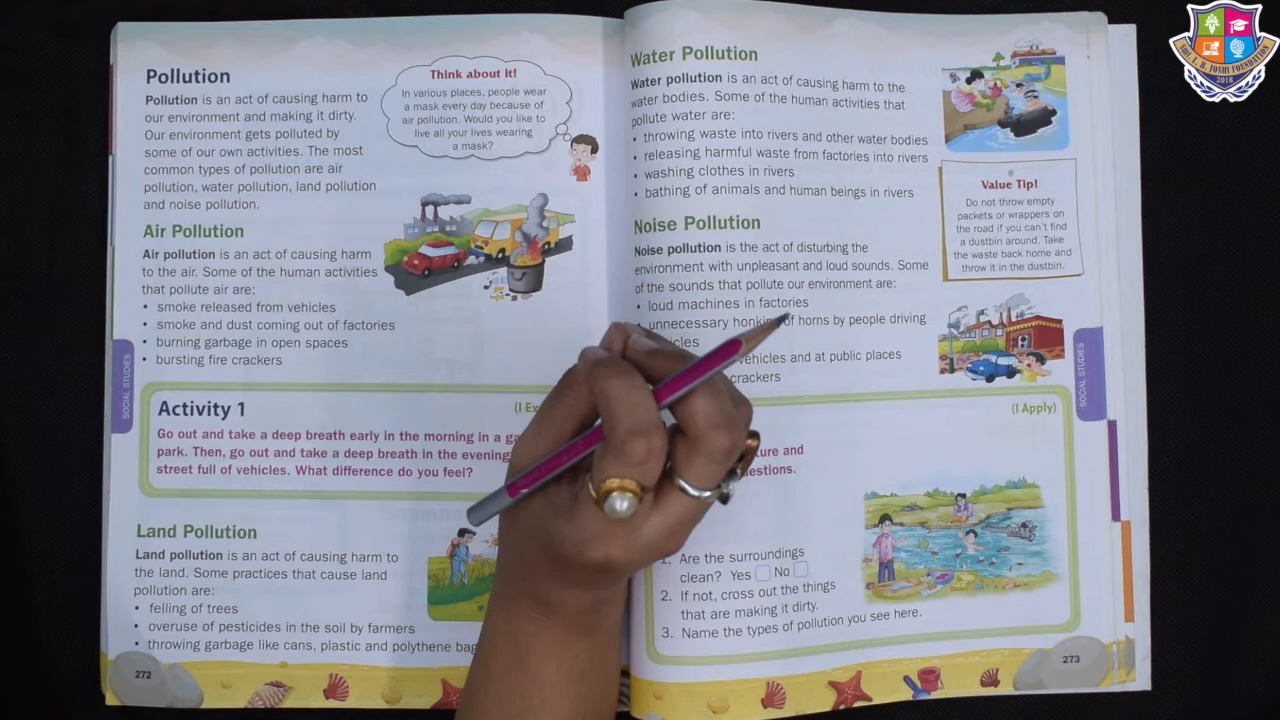 Pollution
Pollution is an act of causing harm to
our environment and making it dirty.
Our environment gets polluted by
some of our own activities. The most
common types of pollution are air
pollution, water pollution, land pollution
and noise pollution.
Think about it!
In various places, people wear
a mask every day because of
air pollution. Would you like to
live all your lives wearing
a mask?
Air Pollution
Air pollution is an act of causing harm
to the air. Some of the human activities
that pollute air are:
• smoke released from vehicles
• smoke and dust coming out of factories
• burning garbage in open spaces
• bursting fire crackers
SOCIAL STUDIES
Activity 1
(I
Go out and take a deep breath early in the morning in a
park. Then, go out and take a deep breath in the evening
street full of vehicles. What difference do you feel?
Land Pollution
Land pollution is an act of causing harm to
the land. Some practices that cause land
pollution are:
• felling of trees
• overuse of pesticides in the soil by farmers
• throwing garbage like cans, plastic and polythene
272
Water Pollution
Water pollution is an act of causing harm to the
water bodies. Some of the human activities that
pollute water are:
• throwing waste into rivers and other water bodies
• releasing harmful waste from factories into rivers
• washing clothes in rivers
• bathing of animals and human beings in rivers
Value Tip!
Do not throw empty
packets or wrappers on
the road if you can't find
a dustbin around. Take
the waste back home and
throw it in the dustbin.
Noise Pollution
Noise pollution is the act of disturbing the
environment with unpleasant and loud sounds. Some
of the sounds that pollute our environment are:
• loud machines in factories
unnecessary honking of horns by people driving
vehicles and at public places
crackers
SOCIAL STUDIES
(I Apply)
and
1. Are the surroundings
clean? Yes No
2. If not, cross out the things
that are making it dirty.
3. Name the types of pollution you see here.
273
SMT. I. B. JOSHI FOUNDATION
2018